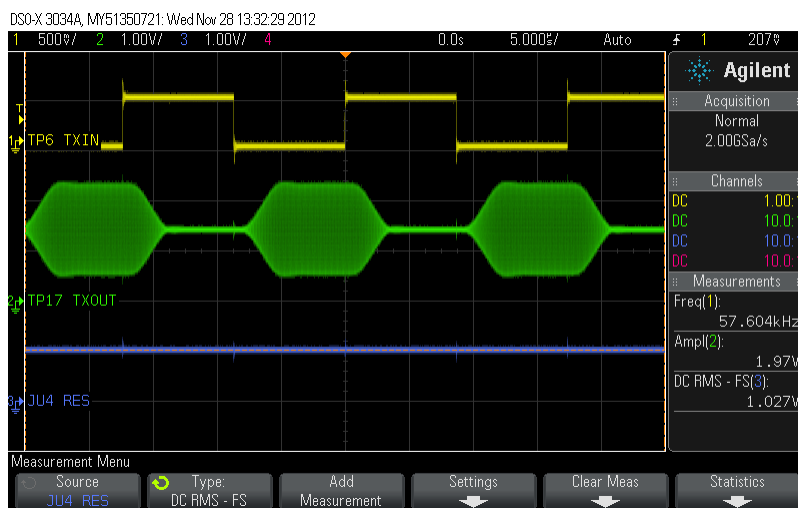 DSO-X 3034A, MY51350721: Wed Nov 28 13:32:29 2012
1 500mV/ 2 1.00V/ 3 1.00V/ 4 0.0s 5.000µs/ Auto 1 207mV
Agilent
Acquisition
Normal
2.00GSa/s
Channels
DC 1.00:1
DC 10.0:1
DC 10.0:1
DC 10.0:1
Measurements
Freq(1):
57.604kHz
Ampl(2):
1.97V
DC RMS - FS(3):
1.027V
T
1 TP6 TXIN
2 TP17 TXOUT
3 JU4 RES
Measurement Menu
Source
JU4 RES
Type:
DC RMS - FS
Add
Measurement
Settings
Clear Meas
Statistics